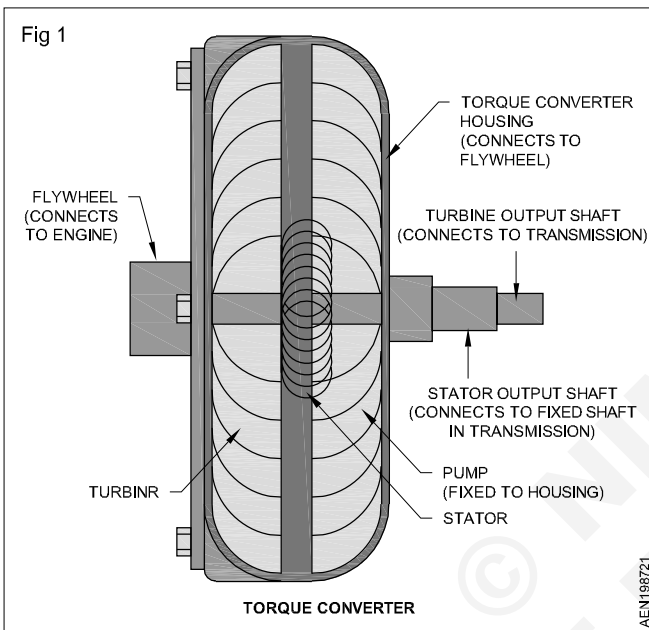 Fig 1
TORQUE CONVERTER
HOUSING
(CONNECTS TO
FLYWHEEL)
FLYWHEEL
(CONNECTS
TO ENGINE)
TURBINE OUTPUT SHAFT
(CONNECTS TO TRANSMISSION)
STATOR OUTPUT SHAFT
(CONNECTS TO FIXED SHAFT
IN TRANSMISSION)
TURBINR
PUMP
(FIXED TO HOUSING)
STATOR
TORQUE CONVERTER
AEN198721
©